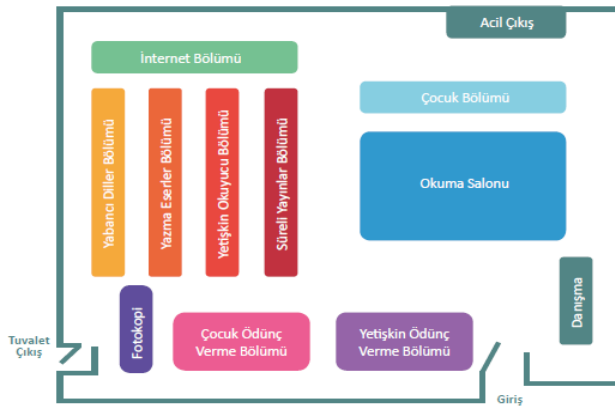 Acil Çıkış
İnternet Bölümü
Çocuk Bölümü
Yabancı Diller Bölümü
Yazma Eserler Bölümü
Yetişkin Okuyucu Bölümü
Süreli Yayınlar Bölümü
Okuma Salonu
Danışma
Fotokopi
Çocuk Ödünç
Verme Bölümü
Yetişkin Ödünç
Verme Bölümü
Tuvalet
Çıkış
Giriş